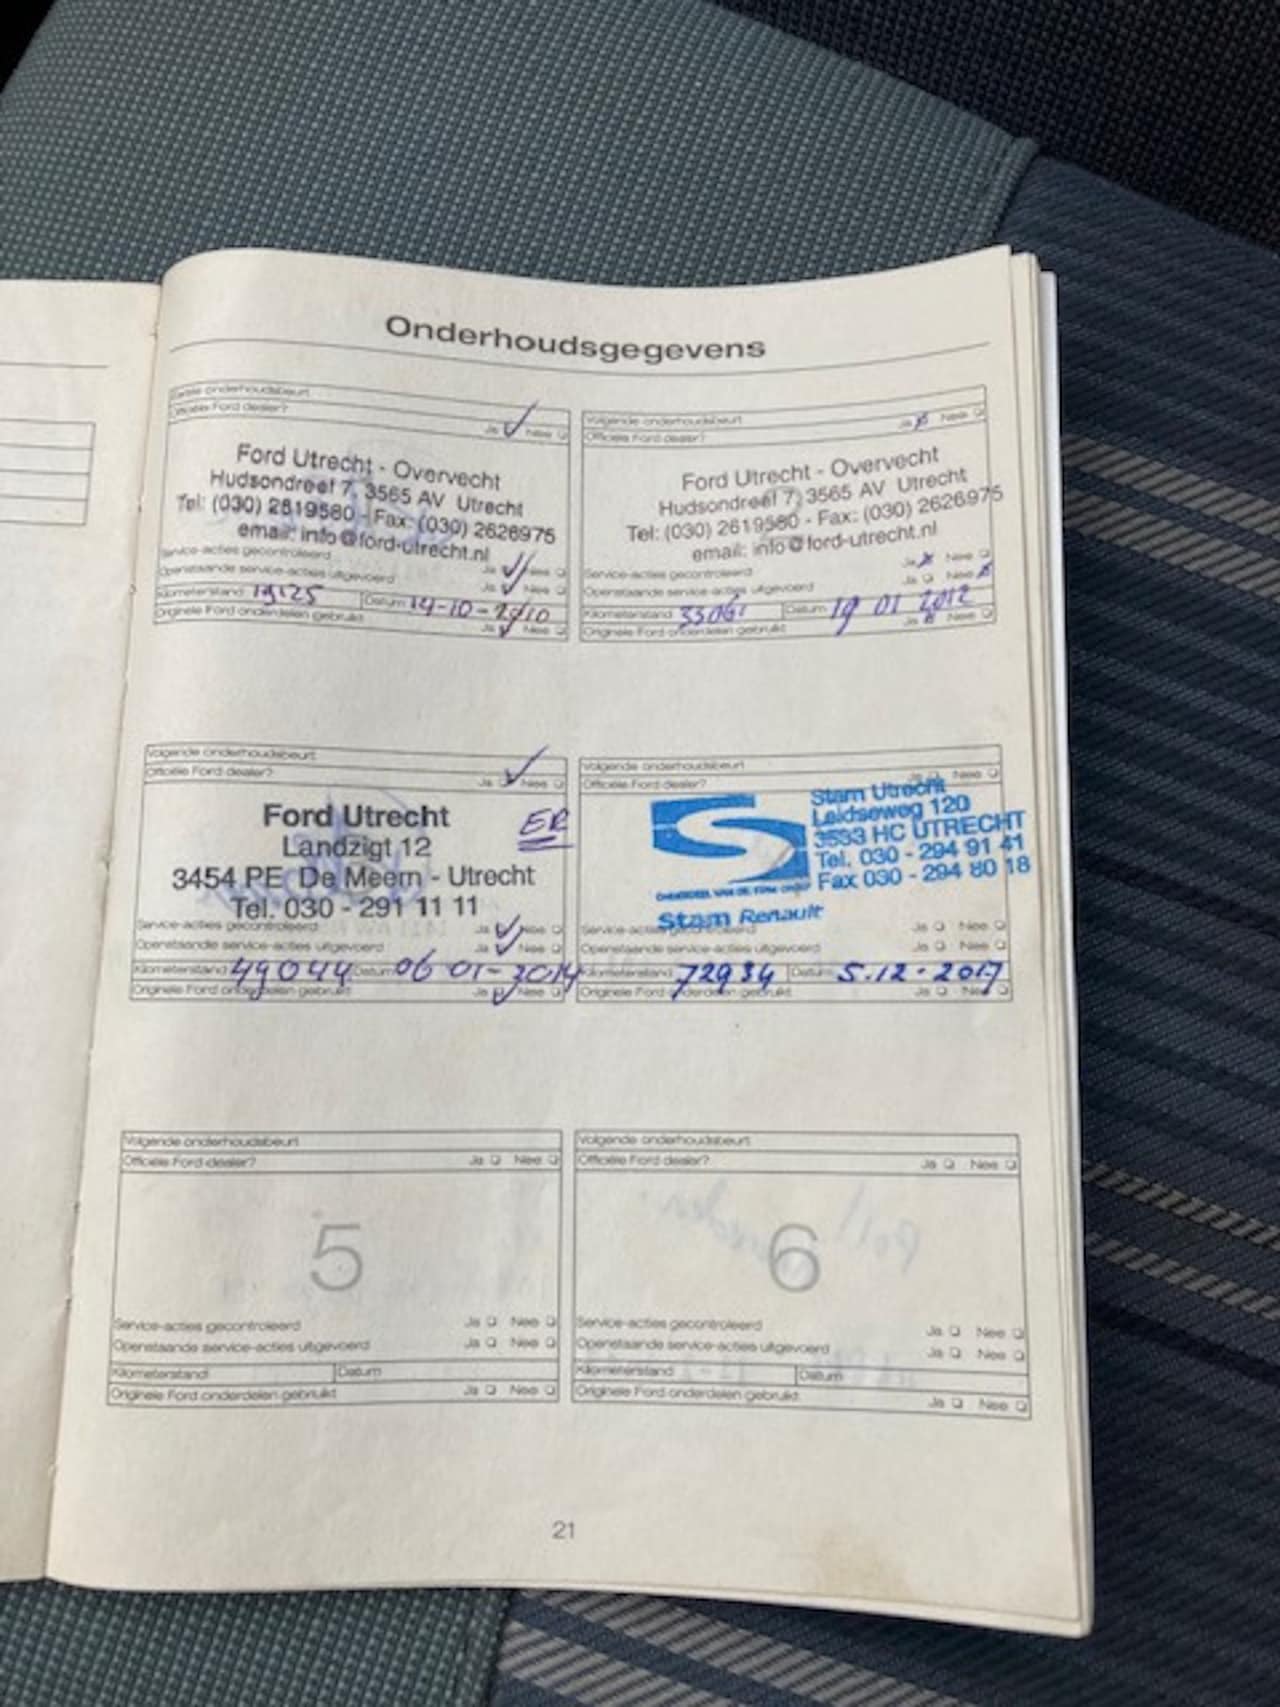 Onderhoudsgegevens
Eerste onderhoudsbeurt
Officiële Ford dealer?
Ja ✓ Nee
Ford Utrecht - Overvecht
Hudsondreef 7, 3565 AV Utrecht
Tel: (030) 2619580 - Fax: (030) 2626975
email: info@ford-utrecht.nl
Service-acties gecontroleerd Ja ✓ Nee
Openstaande service-acties uitgevoerd Ja ✓ Nee
Kilometerstand 19125 Datum 14-10-2010
Originele Ford onderdelen gebruikt Ja ✓ Nee
Volgende onderhoudsbeurt
Officiële Ford dealer? Ja x Nee
Ford Utrecht - Overvecht
Hudsondreef 7, 3565 AV Utrecht
Tel: (030) 2619580 - Fax: (030) 2626975
email: info@ford-utrecht.nl
Service-acties gecontroleerd Ja x Nee
Openstaande service-acties uitgevoerd Ja Nee x
Kilometerstand 33061 Datum 19 01 2012
Originele Ford onderdelen gebruikt Ja x Nee
Volgende onderhoudsbeurt
Officiële Ford dealer? Ja ✓ Nee
Ford Utrecht
ER
Landzigt 12
3454 PE De Meern - Utrecht
Tel. 030 - 291 11 11
Service-acties gecontroleerd Ja ✓ Nee
Openstaande service-acties uitgevoerd Ja ✓ Nee
Kilometerstand 49044 Datum 06 01-2014
Originele Ford onderdelen gebruikt Ja ✓ Nee
Volgende onderhoudsbeurt
Officiële Ford dealer? Ja Nee
Stam Utrecht
Leidseweg 120
3533 HC UTRECHT
Tel. 030 - 294 91 41
Fax 030 - 294 80 18
ONDERDEEL VAN DE STAM GROEP
Stam Renault
Service-acties gecontroleerd Ja Nee
Openstaande service-acties uitgevoerd Ja Nee
Kilometerstand 72934 Datum 5.12.2017
Originele Ford onderdelen gebruikt Ja Nee
Volgende onderhoudsbeurt
Officiële Ford dealer? Ja Nee
5
Service-acties gecontroleerd Ja Nee
Openstaande service-acties uitgevoerd Ja Nee
Kilometerstand Datum
Originele Ford onderdelen gebruikt Ja Nee
Volgende onderhoudsbeurt
Officiële Ford dealer? Ja Nee
6
Service-acties gecontroleerd Ja Nee
Openstaande service-acties uitgevoerd Ja Nee
Kilometerstand Datum
Originele Ford onderdelen gebruikt Ja Nee
21